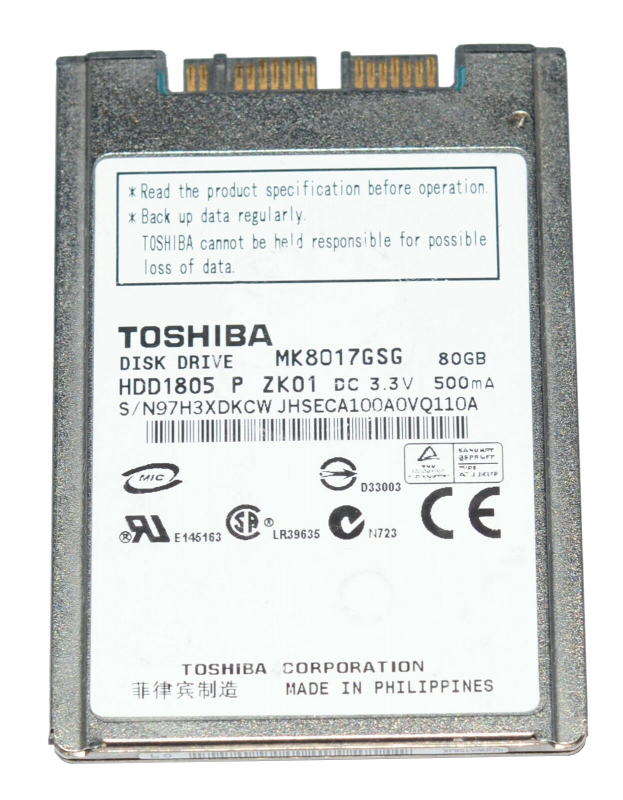 *Read the product specification before operation.
*Back up data regularly.
TOSHIBA cannot be held responsible for possible
loss of data.
TOSHIBA
DISK DRIVE MK8017GSG 80GB
HDD1805 P ZK01 DC 3.3V 500mA
S/N97H3XDKCW JHSECA100A0VQ110A
MIC
D33003
E145163
LR39635
N723
CE
TOSHIBA CORPORATION
菲律宾制造 MADE IN PHILIPPINES